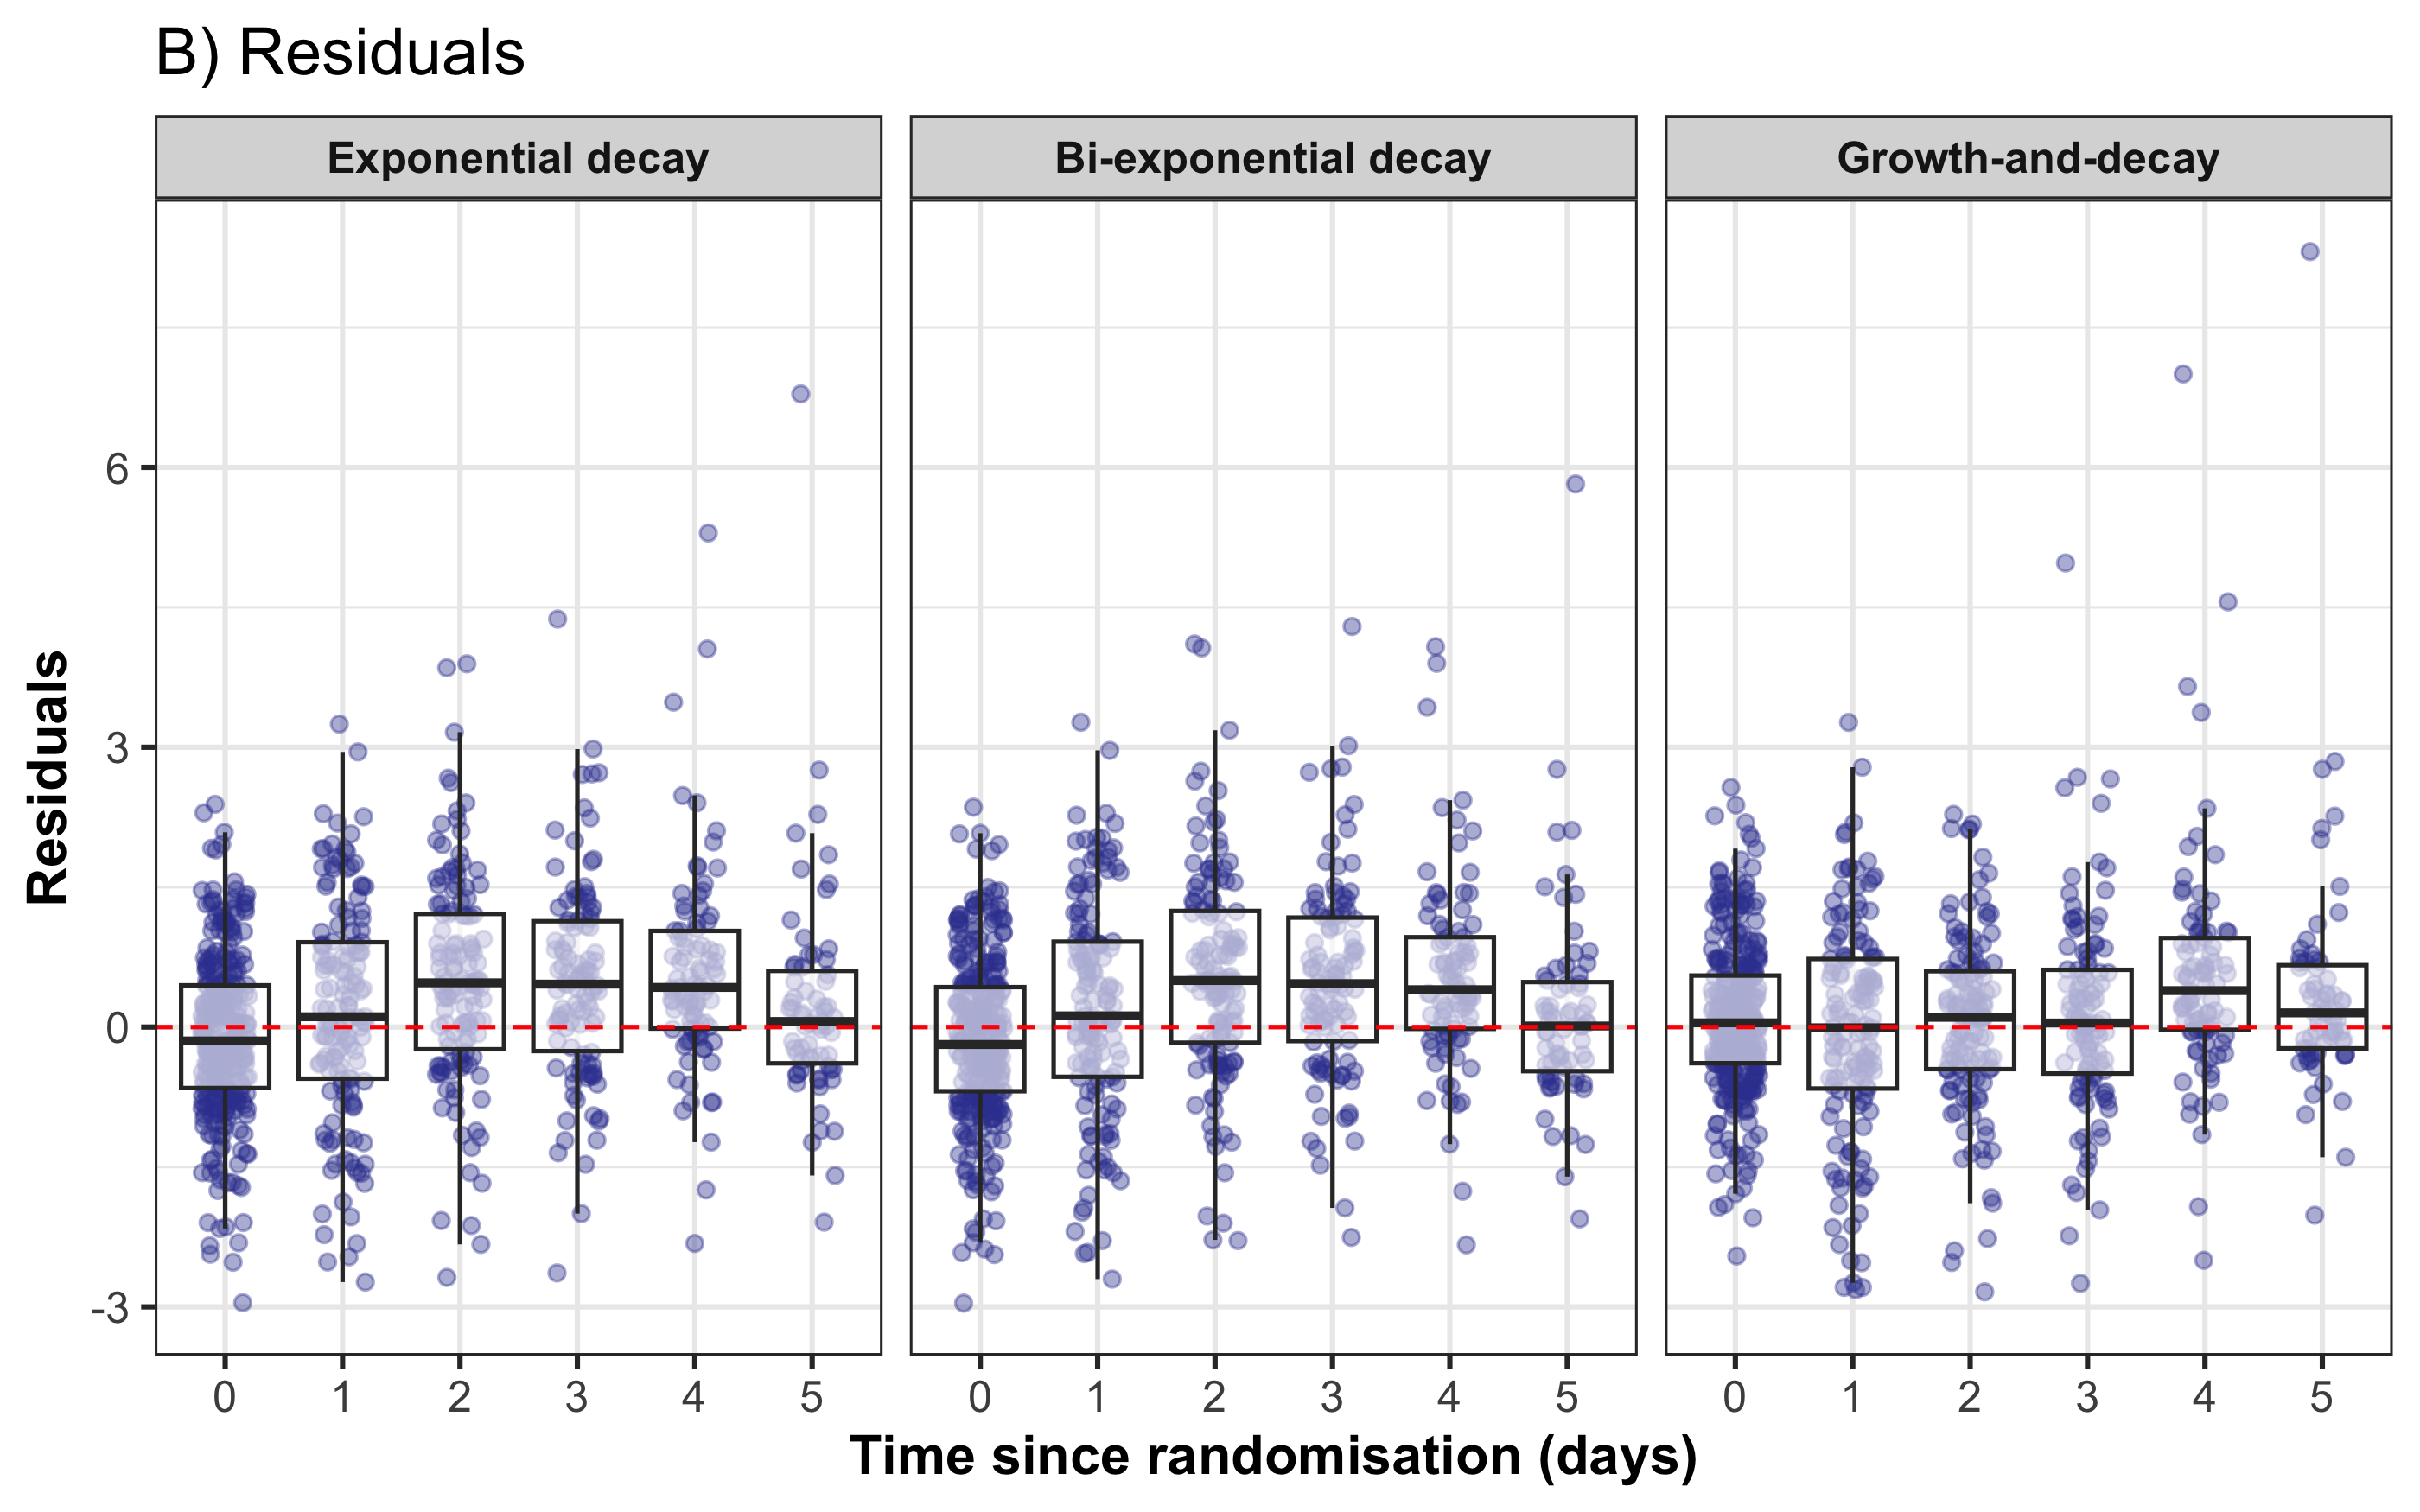 B) Residuals
Exponential decay
Bi-exponential decay
Growth-and-decay
Residuals
6
3
0
-3
0 1 2 3 4 5
0 1 2 3 4 5
0 1 2 3 4 5
Time since randomisation (days)